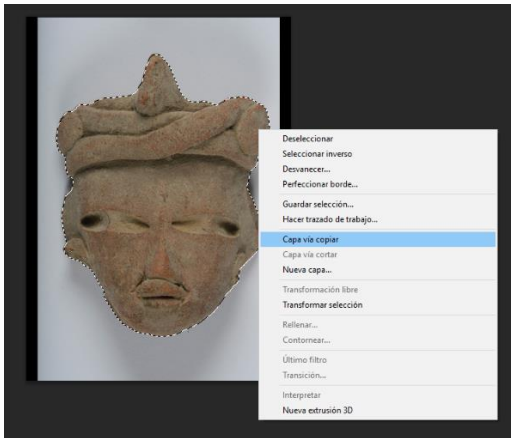 Deseleccionar
Seleccionar inverso
Desvanecer...
Perfeccionar borde...
Guardar selección...
Hacer trazado de trabajo...
Capa vía copiar
Capa vía cortar
Nueva capa...
Transformación libre
Transformar selección
Rellenar...
Contornear...
Último filtro
Transición...
Interpretar
Nueva extrusión 3D